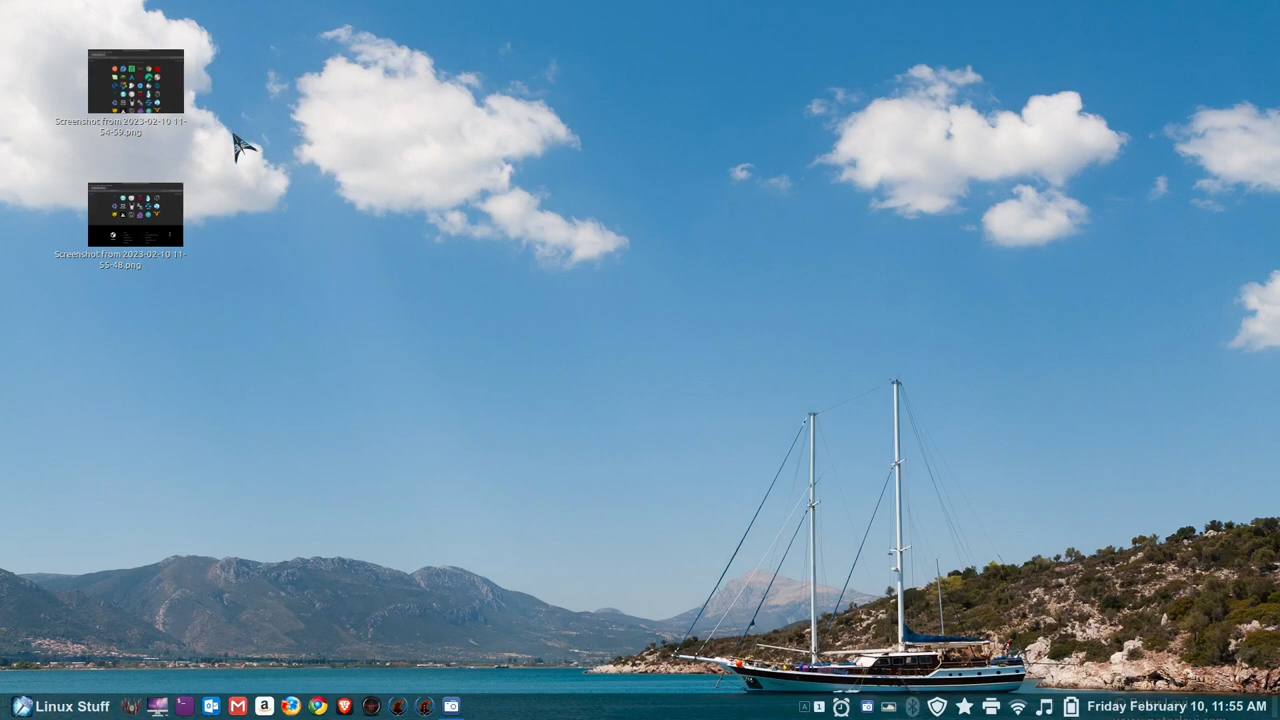 Screenshot from 2023-02-10 11-
54-59.png
Screenshot from 2023-02-10 11-
55-48.png
Linux Stuff
A
1
Friday February 10, 11:55 AM